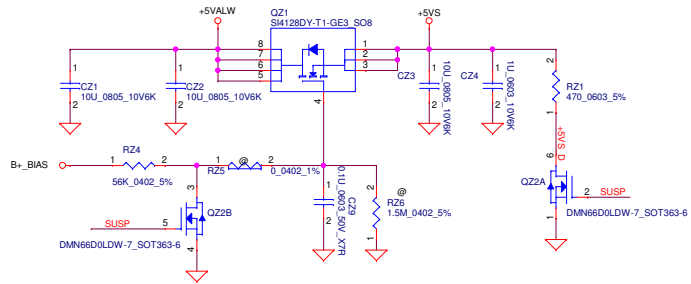 +5VALW
QZ1
SI4128DY-T1-GE3_SO8
+5VS
8
7
6
5
1
2
3
4
1
2
CZ1
10U_0805_10V6K
1
2
CZ2
10U_0805_10V6K
CZ3
1
2
10U_0805_10V6K
CZ4
1
2
1U_0603_10V6K
2
RZ1
470_0603_5%
1
+5VS_D
6
QZ2A
2
SUSP
1
DMN66D0LDW-7_SOT363-6
B+_BIAS
1
RZ4
2
56K_0402_5%
1
@
2
RZ5
0_0402_1%
3
QZ2B
SUSP
5
4
DMN66D0LDW-7_SOT363-6
1
2
CZ9
0.1U_0603_50V_X7R
2
@
RZ6
1.5M_0402_5%
1